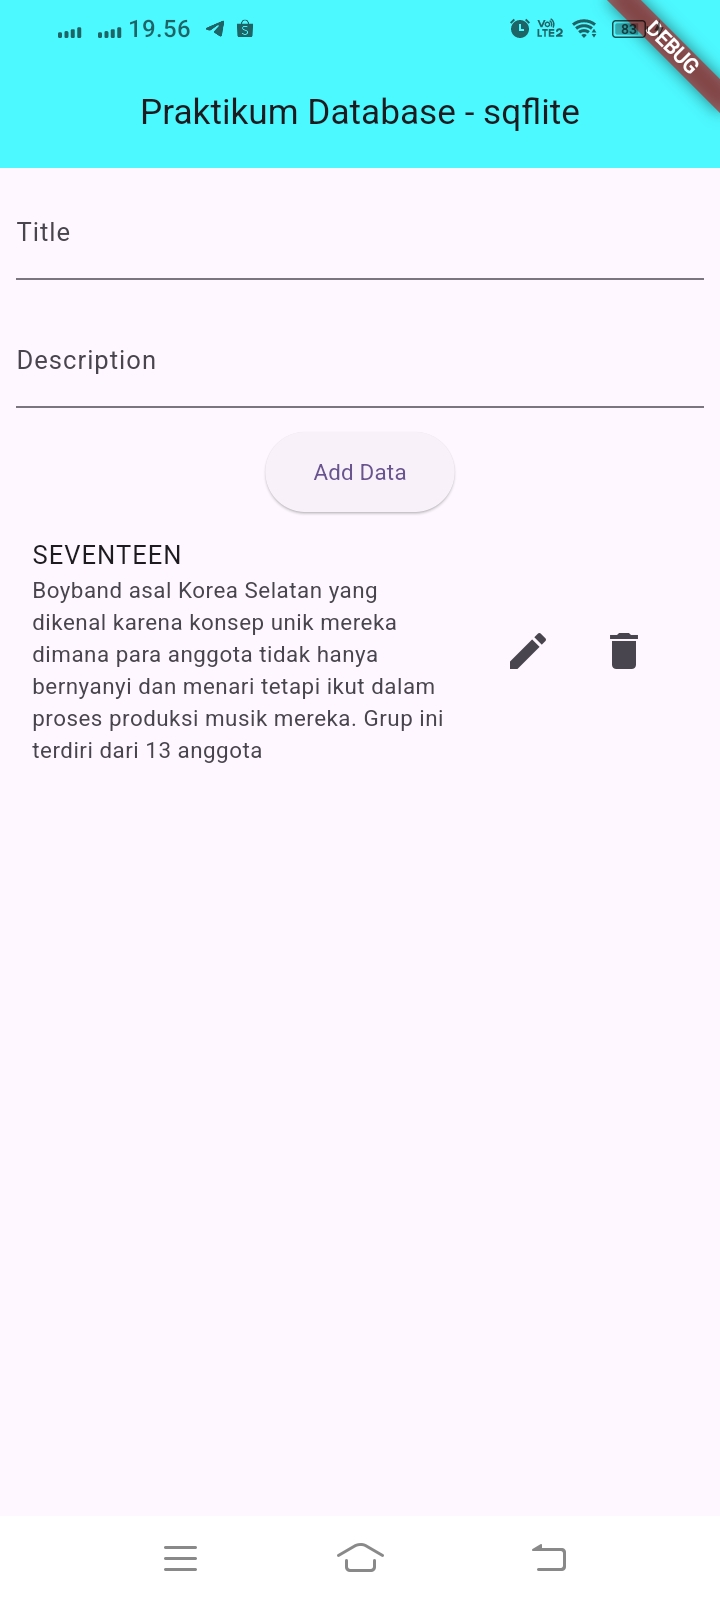 19.56
Vo)) LTE2
83
DEBUG
Praktikum Database - sqflite
Title
Description
Add Data
SEVENTEEN
Boyband asal Korea Selatan yang
dikenal karena konsep unik mereka
dimana para anggota tidak hanya
bernyanyi dan menari tetapi ikut dalam
proses produksi musik mereka. Grup ini
terdiri dari 13 anggota